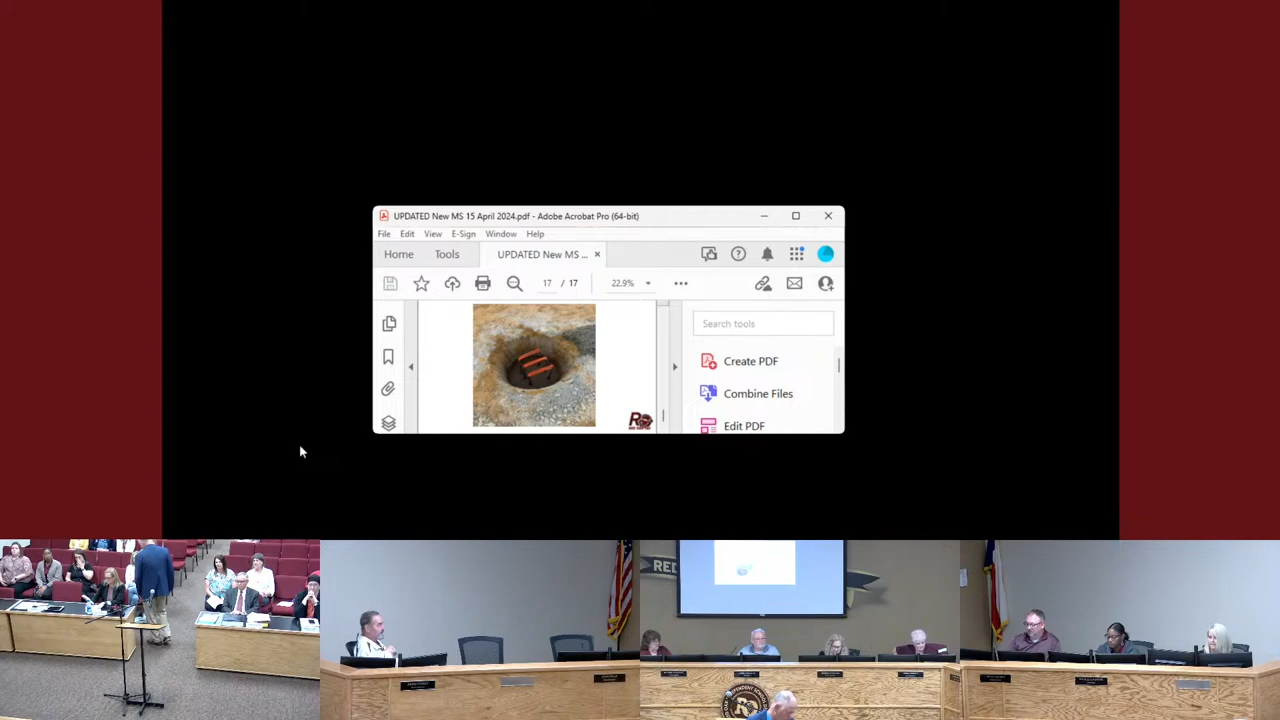 UPDATED New MS 15 April 2024.pdf - Adobe Acrobat Pro (64-bit)
File Edit View E-Sign Window Help
Home Tools UPDATED New MS ...
17 / 17 22.9%
Search tools
Create PDF
Combine Files
Edit PDF
RED